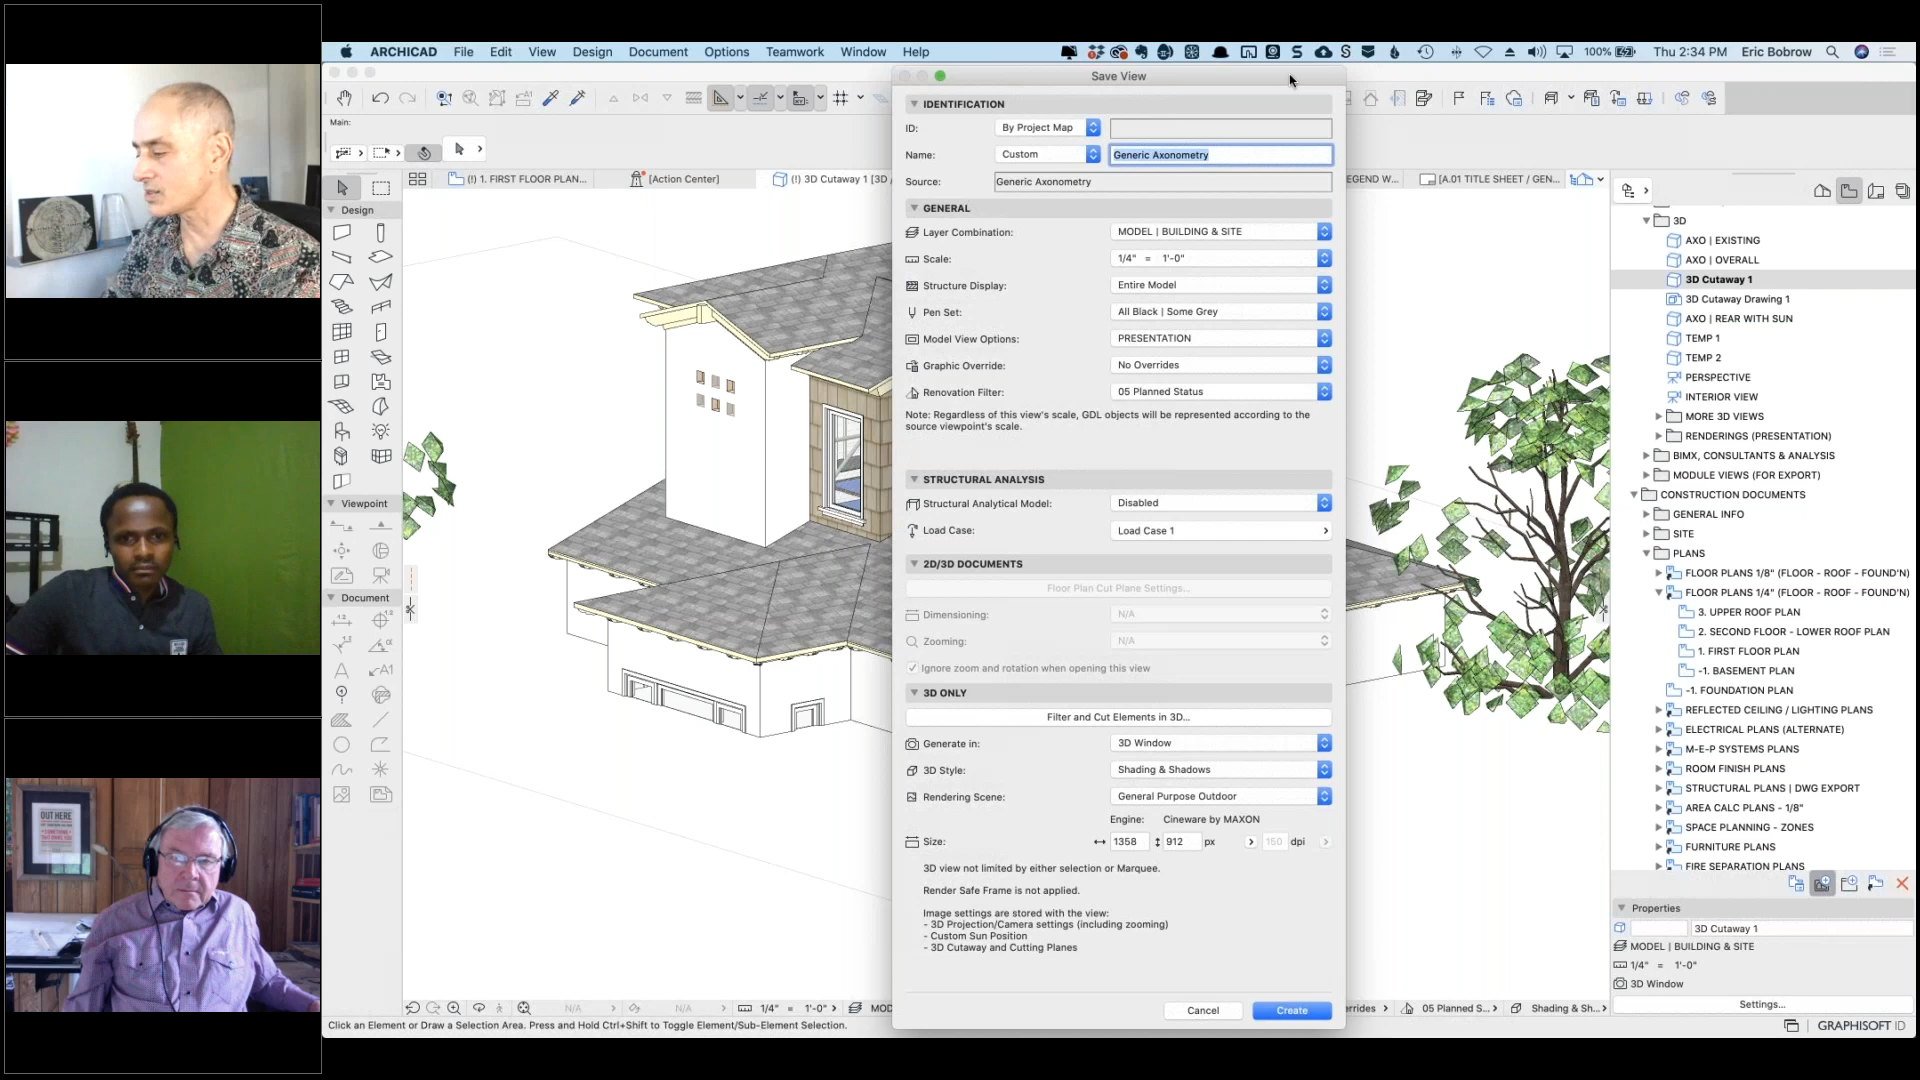 ARCHICAD File Edit View Design Document Options Teamwork Window Help
100% Thu 2:34 PM Eric Bobrow
Main:
(!) 1. FIRST FLOOR PLAN...
[Action Center]
(!) 3D Cutaway 1 [3D /
EGEND W...
[A.01 TITLE SHEET / GEN...
Design
Viewpoint
Document
OUT HERE
Save View
IDENTIFICATION
ID: By Project Map
Name: Custom Generic Axonometry
Source: Generic Axonometry
GENERAL
Layer Combination: MODEL | BUILDING & SITE
Scale: 1/4" = 1'-0"
Structure Display: Entire Model
Pen Set: All Black | Some Grey
Model View Options: PRESENTATION
Graphic Override: No Overrides
Renovation Filter: 05 Planned Status
Note: Regardless of this view's scale, GDL objects will be represented according to the
source viewpoint's scale.
STRUCTURAL ANALYSIS
Structural Analytical Model: Disabled
Load Case: Load Case 1
2D/3D DOCUMENTS
Floor Plan Cut Plane Settings...
Dimensioning: N/A
Zooming: N/A
Ignore zoom and rotation when opening this view
3D ONLY
Filter and Cut Elements in 3D...
Generate in: 3D Window
3D Style: Shading & Shadows
Rendering Scene: General Purpose Outdoor
Engine: Cineware by MAXON
Size: 1358 912 px 150 dpi
3D view not limited by either selection or Marquee.
Render Safe Frame is not applied.
Image settings are stored with the view:
- 3D Projection/Camera settings (including zooming)
- Custom Sun Position
- 3D Cutaway and Cutting Planes
Cancel Create
3D
AXO | EXISTING
AXO | OVERALL
3D Cutaway 1
3D Cutaway Drawing 1
AXO | REAR WITH SUN
TEMP 1
TEMP 2
PERSPECTIVE
INTERIOR VIEW
MORE 3D VIEWS
RENDERINGS (PRESENTATION)
BIMX, CONSULTANTS & ANALYSIS
MODULE VIEWS (FOR EXPORT)
CONSTRUCTION DOCUMENTS
GENERAL INFO
SITE
PLANS
FLOOR PLANS 1/8" (FLOOR - ROOF - FOUND'N)
FLOOR PLANS 1/4" (FLOOR - ROOF - FOUND'N)
3. UPPER ROOF PLAN
2. SECOND FLOOR - LOWER ROOF PLAN
1. FIRST FLOOR PLAN
-1. BASEMENT PLAN
-1. FOUNDATION PLAN
REFLECTED CEILING / LIGHTING PLANS
ELECTRICAL PLANS (ALTERNATE)
M-E-P SYSTEMS PLANS
ROOM FINISH PLANS
STRUCTURAL PLANS | DWG EXPORT
AREA CALC PLANS - 1/8"
SPACE PLANNING - ZONES
FURNITURE PLANS
FIRE SEPARATION PLANS
Properties
3D Cutaway 1
MODEL | BUILDING & SITE
1/4" = 1'-0"
3D Window
Settings...
N/A N/A 1/4" = 1'-0" MOD
errides 05 Planned S... Shading & Sh...
Click an Element or Draw a Selection Area. Press and Hold Ctrl+Shift to Toggle Element/Sub-Element Selection.
GRAPHISOFT ID